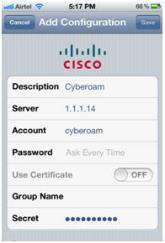 Airtel 5:17 PM 66 %
Cancel Add Configuration Save
CISCO
Description Cyberoam
Server 1.1.1.14
Account cyberoam
Password Ask Every Time
Use Certificate OFF
Group Name
Secret ●●●●●●●●●●